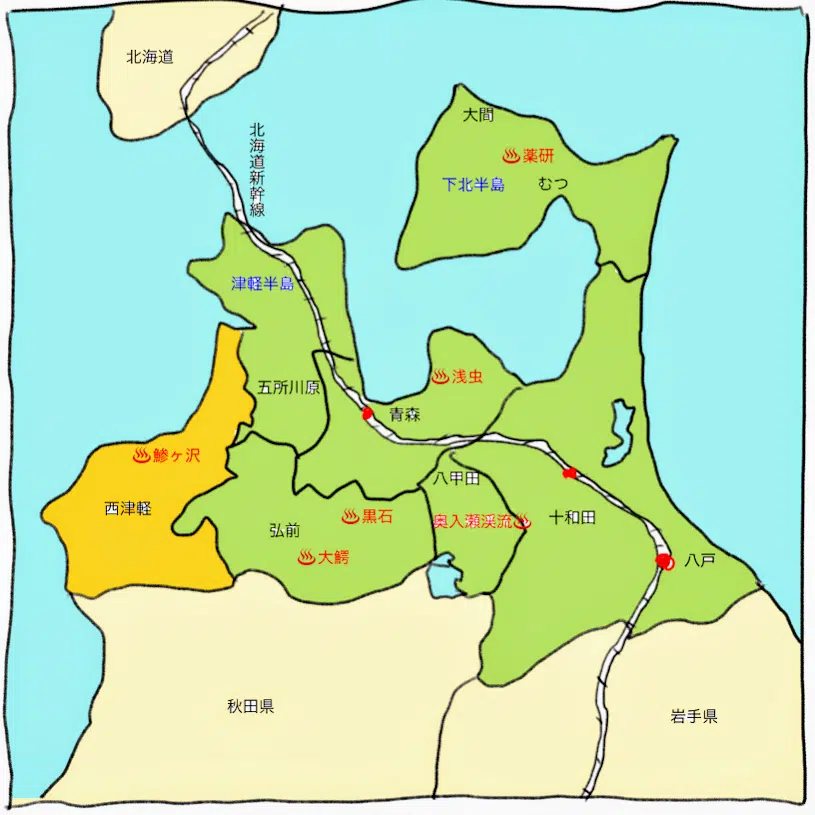 北海道
大間
北海道新幹線
♨薬研
下北半島
むつ
津軽半島
♨浅虫
五所川原
青森
♨鰺ヶ沢
八甲田
西津軽
♨黒石
奥入瀬渓流♨
十和田
弘前
♨大鰐
八戸
秋田県
岩手県